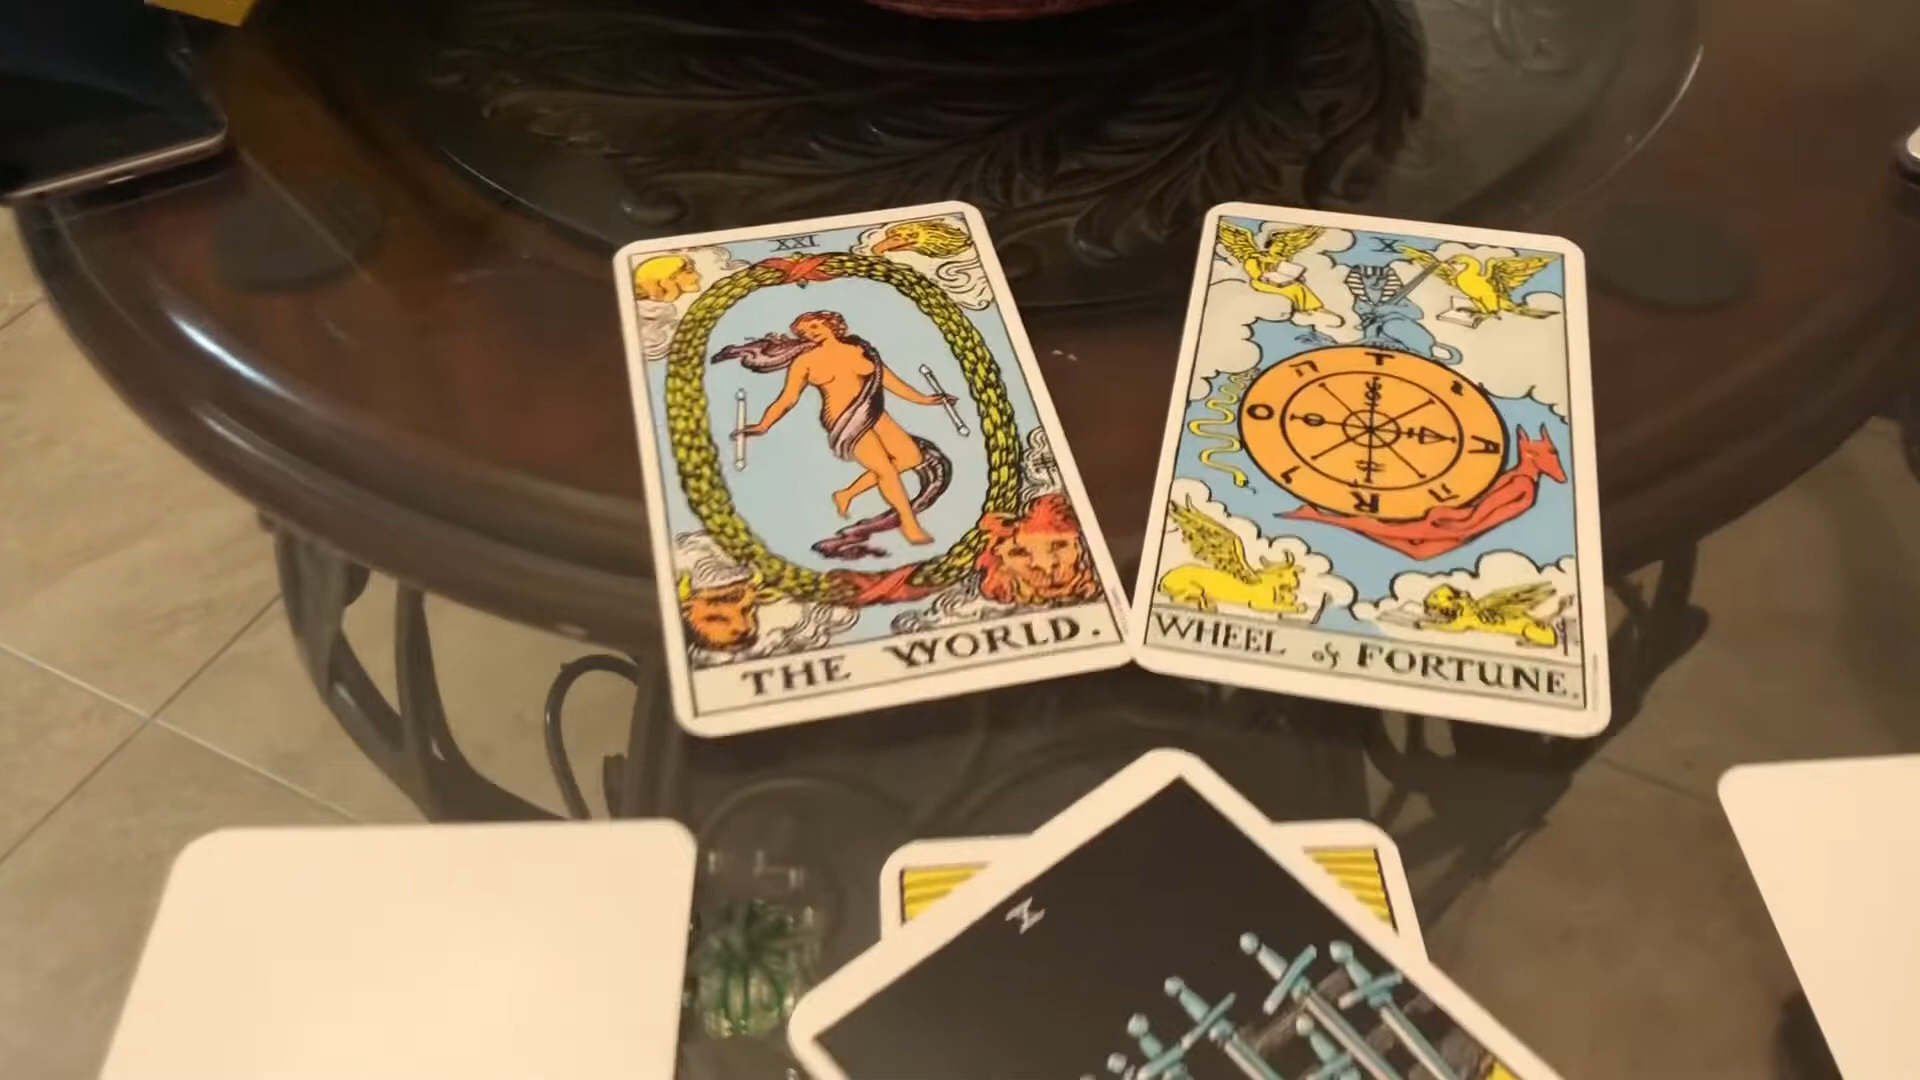 XXI
THE WORLD.
X
T
A
R
O
WHEEL of FORTUNE.
X